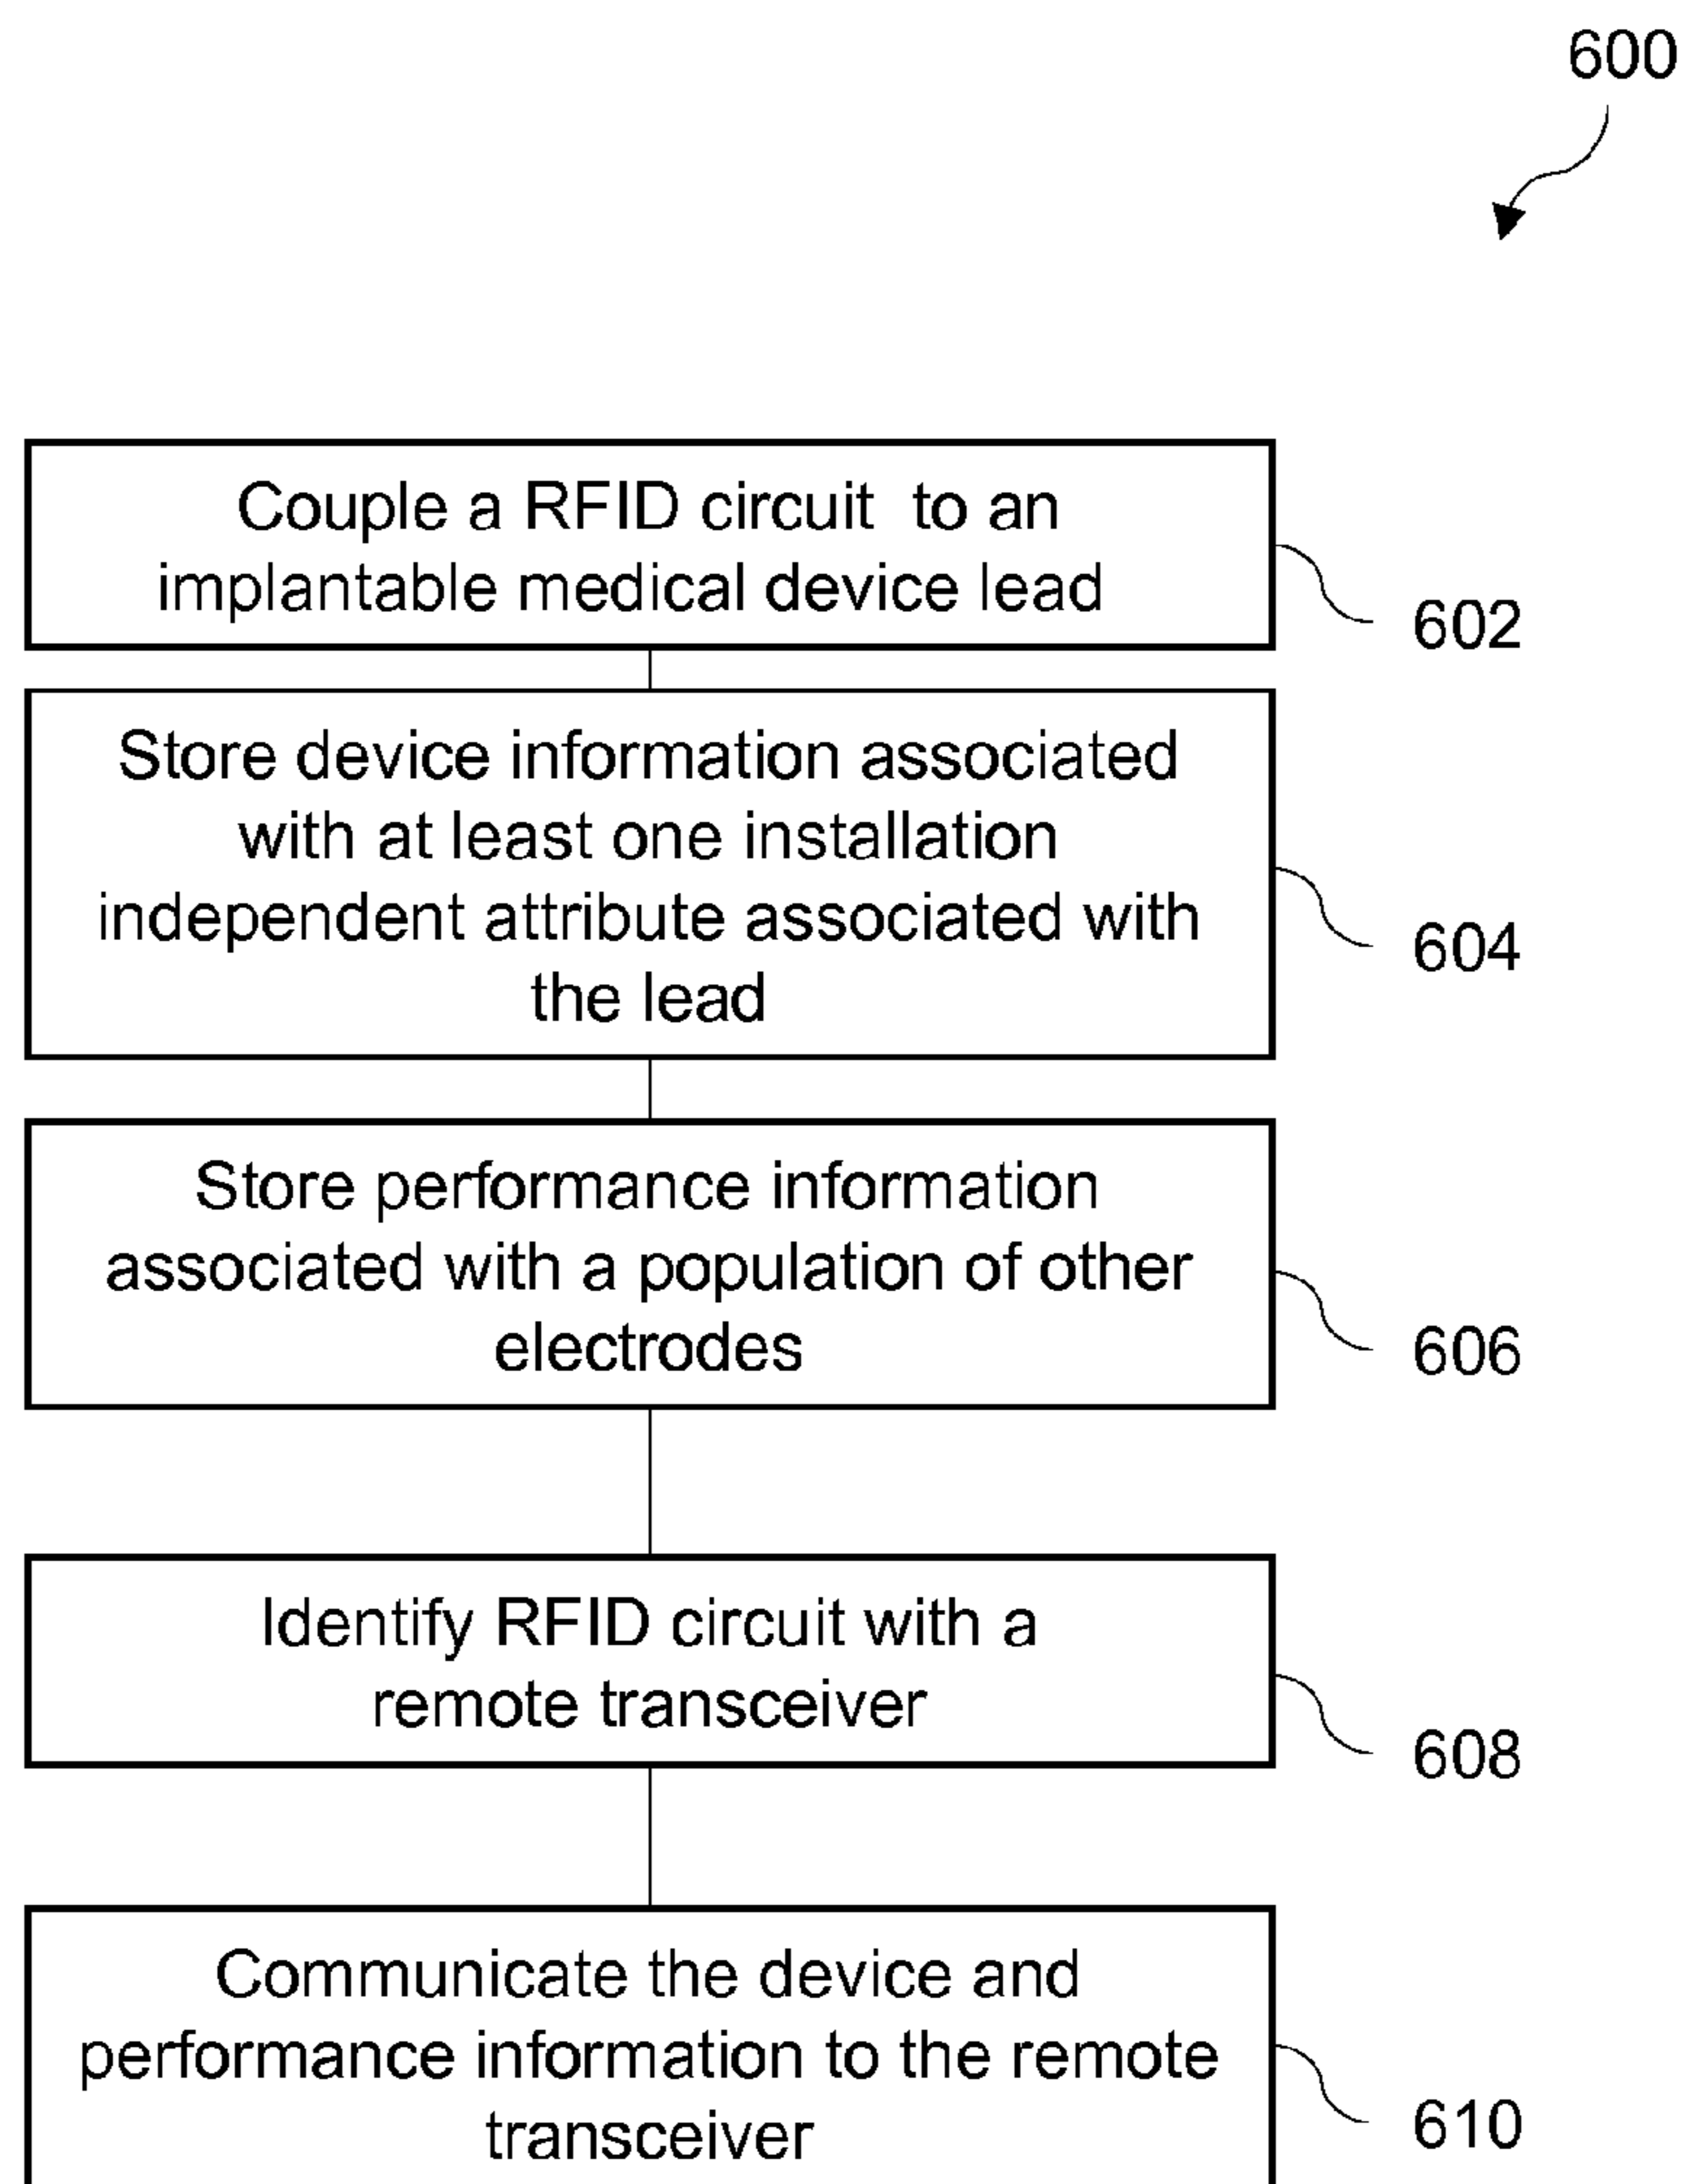 600
Couple a RFID circuit to an
implantable medical device lead
602
Store device information associated
with at least one installation
independent attribute associated with
the lead
604
Store performance information
associated with a population of other
electrodes
606
Identify RFID circuit with a
remote transceiver
608
Communicate the device and
performance information to the remote
transceiver
610